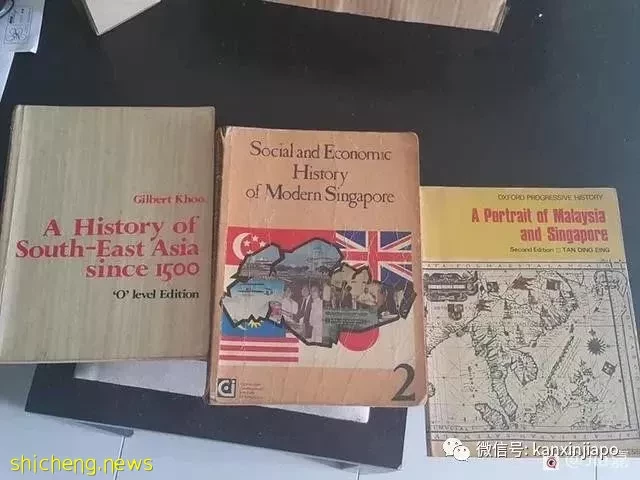 Gilbert Khoo
A History of
South-East Asia
since 1500
'O' level Edition
Social and Economic
History
of Modern Singapore
2
OXFORD PROGRESSIVE HISTORY
A Portrait of Malaysia
and Singapore
Second Edition □ TAN DING EING
微信号: kanxinjiapo
shicheng.news